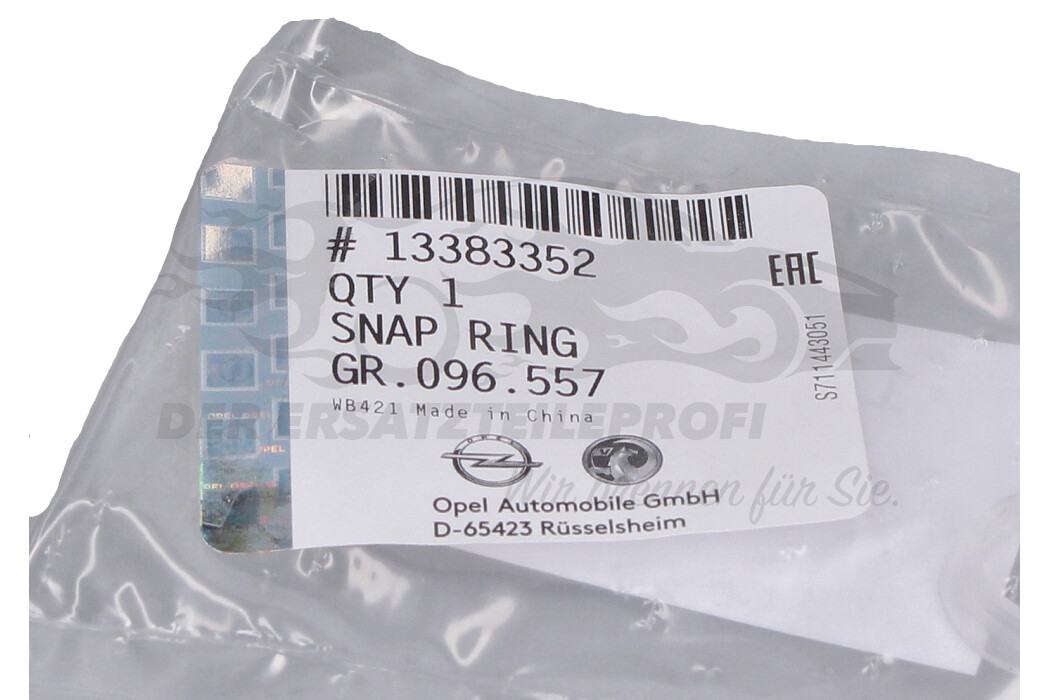 # 13383352
EAC
QTY 1
SNAP RING
GR.096.557
S711443051
WB421 Made in China
DER ERSATZTEILEPROFI
OPEL
Wir brennen für Sie.
Opel Automobile GmbH
D-65423 Rüsselsheim